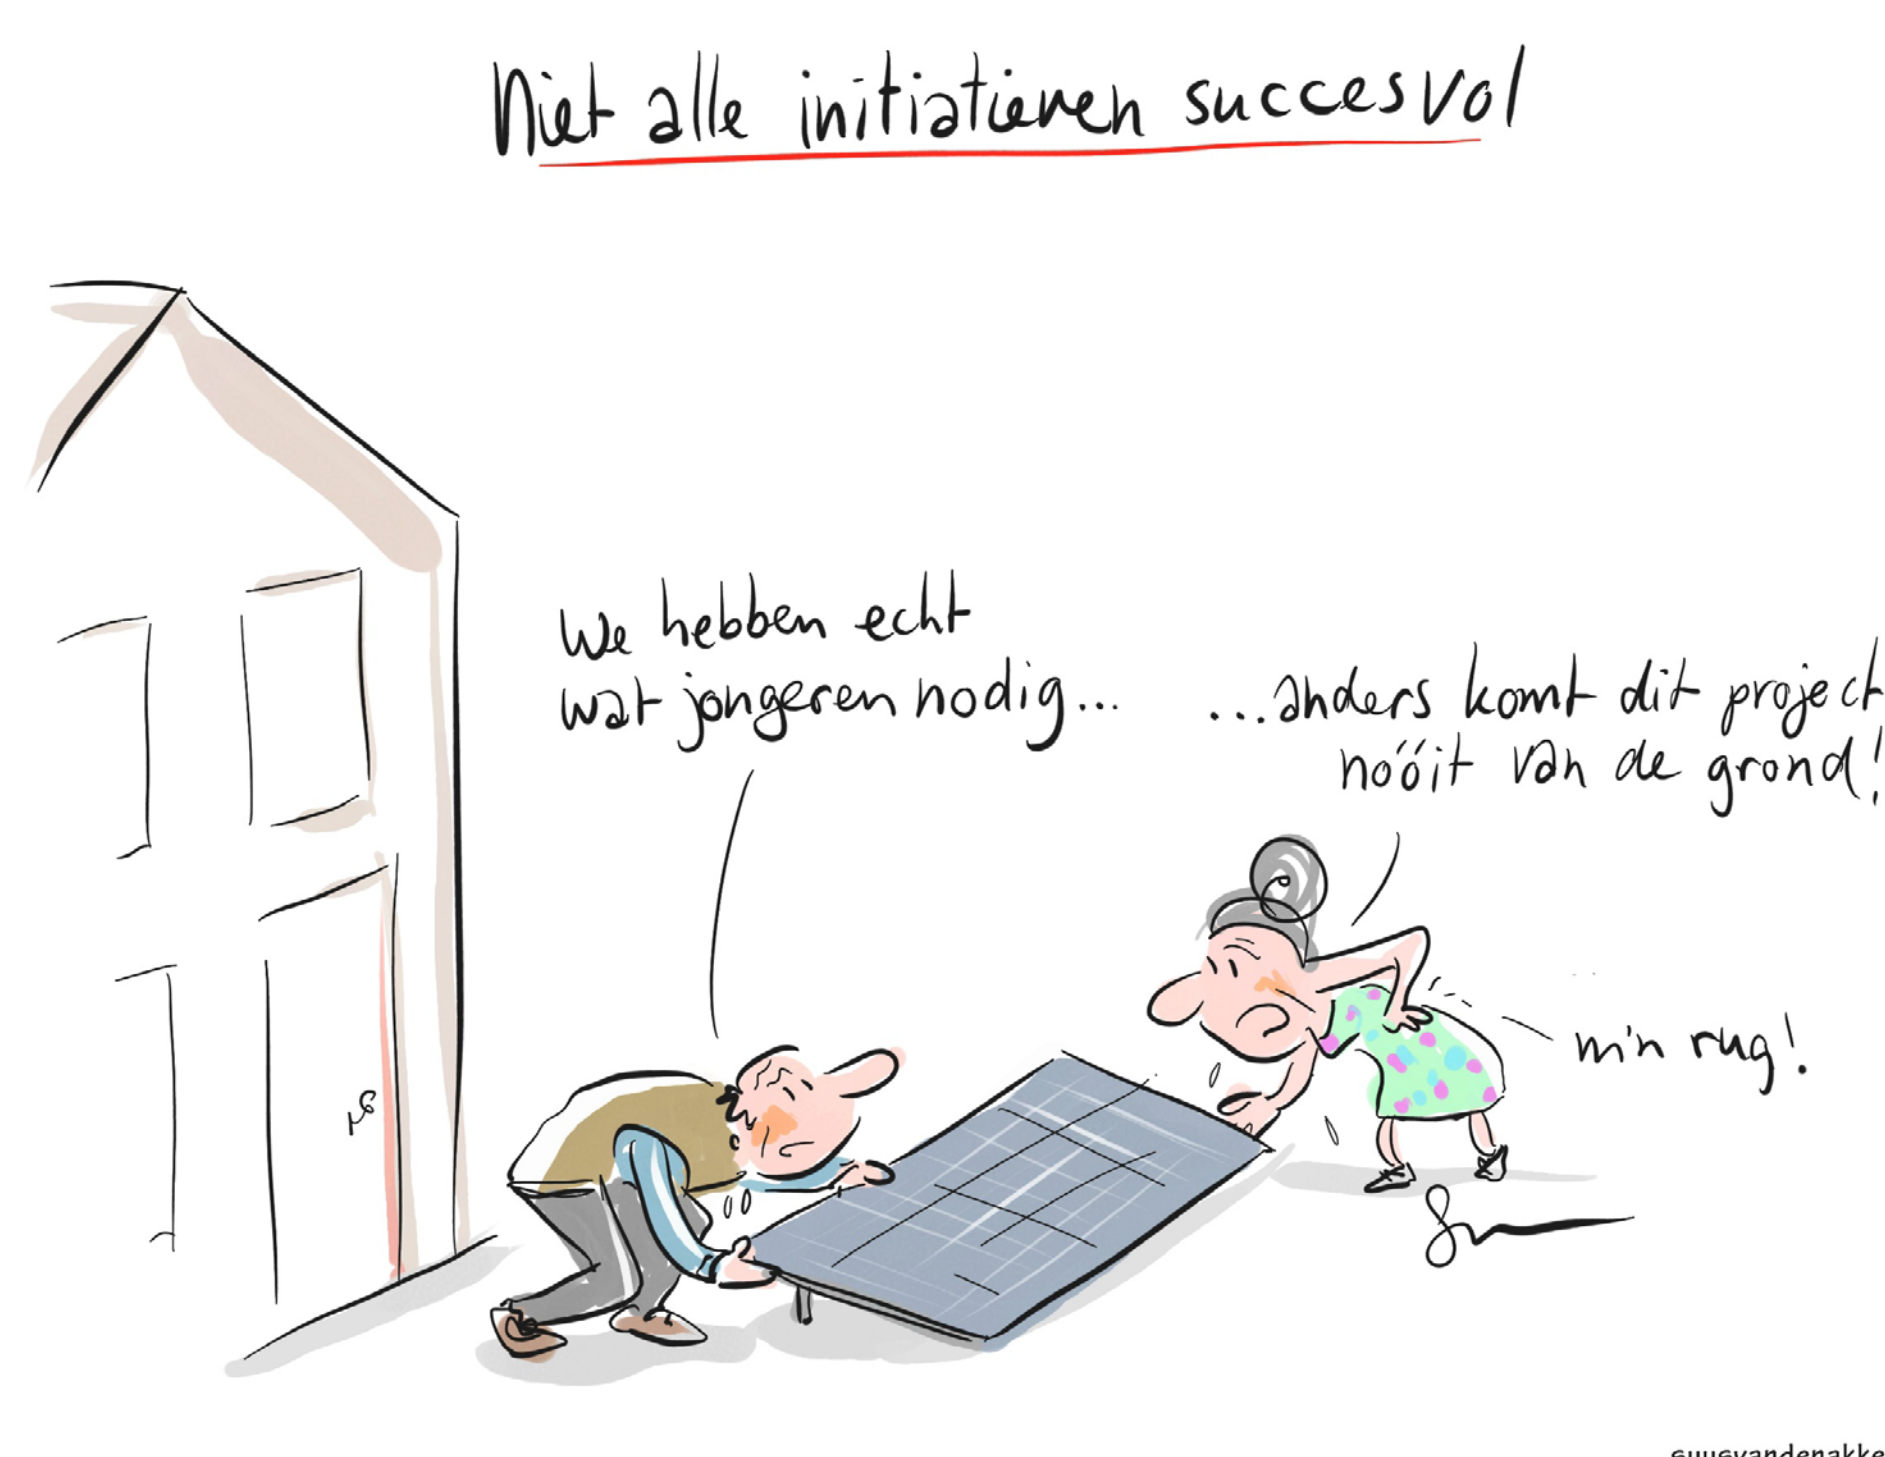 Niet alle initiatieven succesvol
We hebben echt
wat jongeren nodig...
...anders komt dit project
nóóit van de grond!
m'n rug!
suusvandenakke